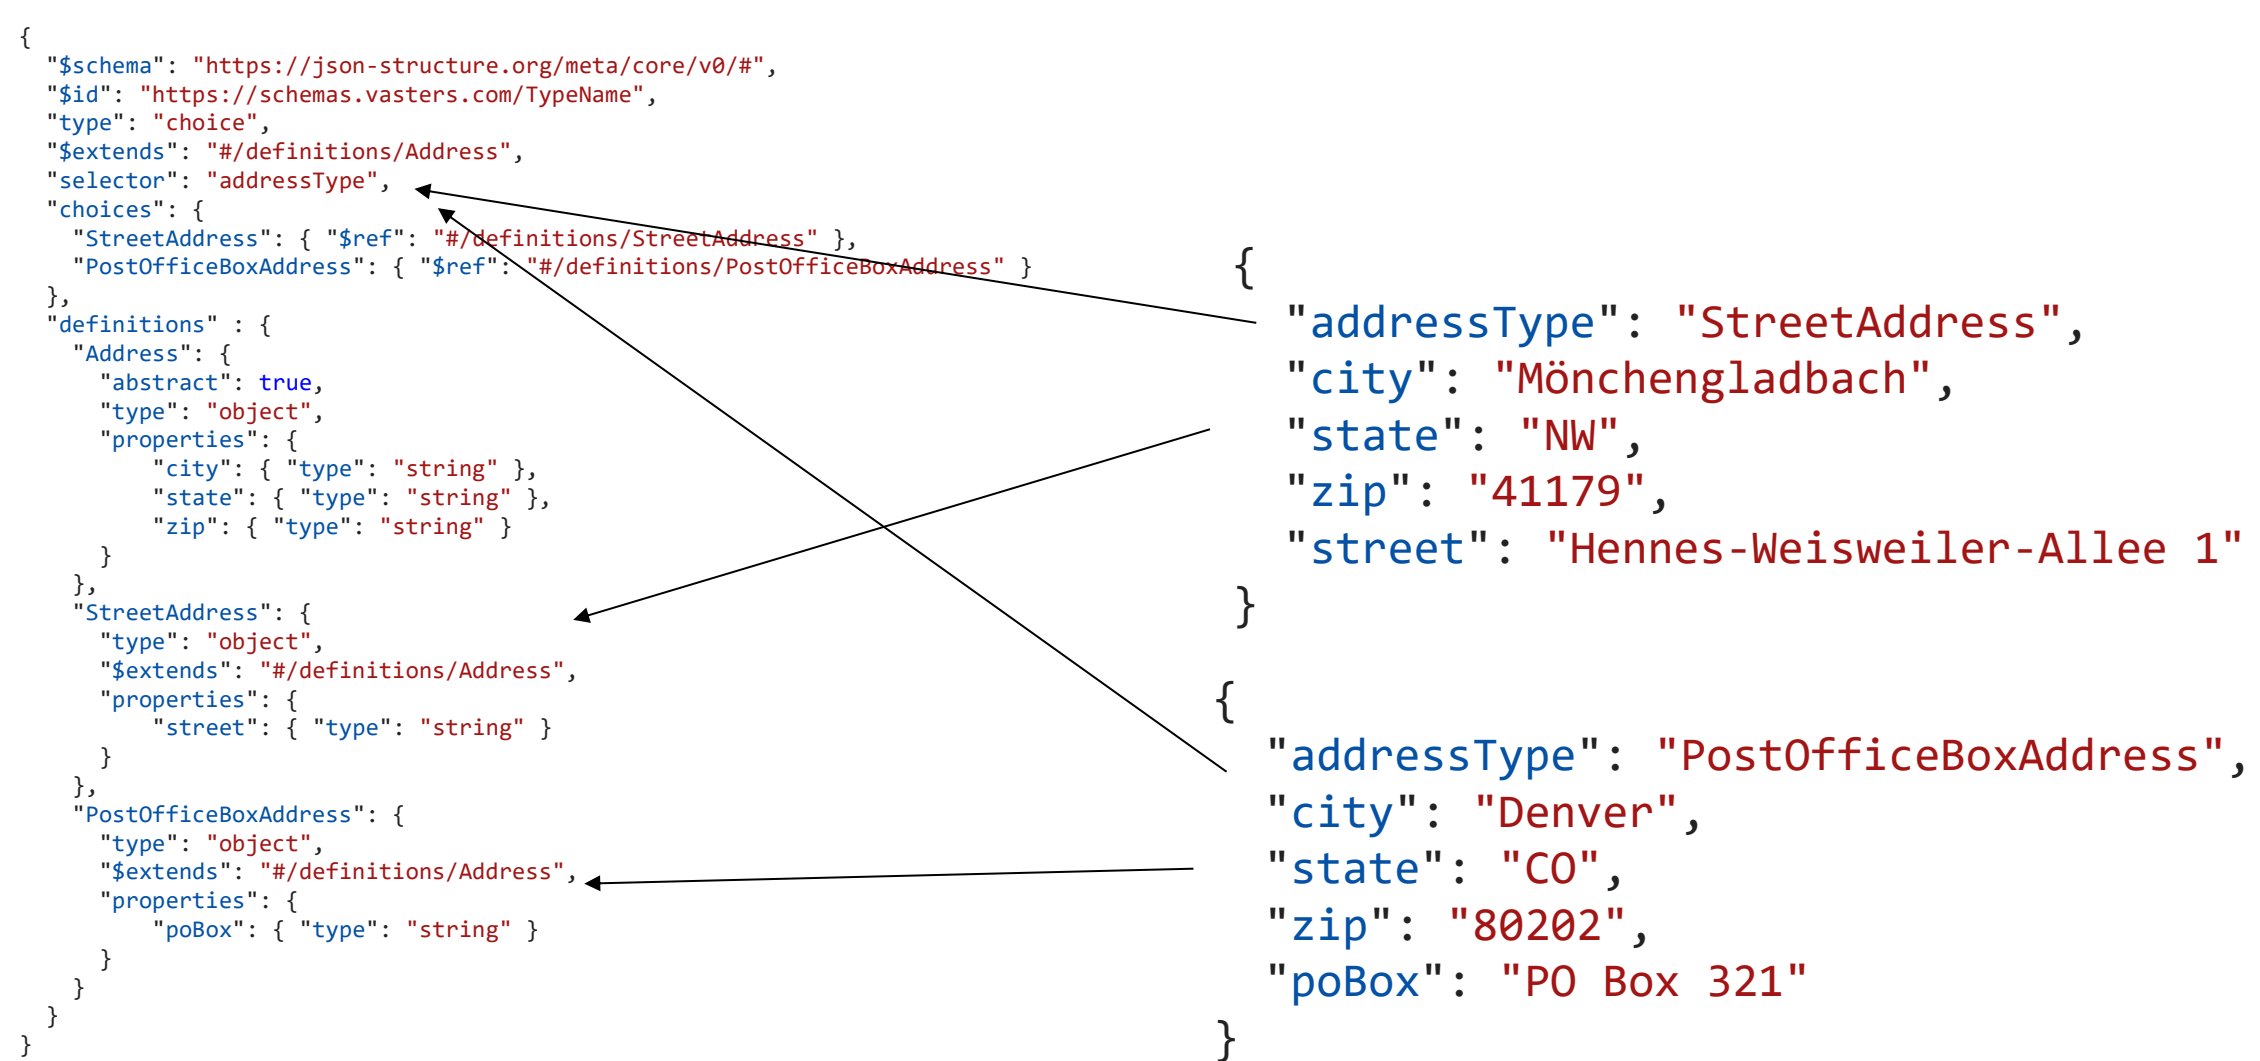 {
  "$schema": "https://json-structure.org/meta/core/v0/#",
  "$id": "https://schemas.vasters.com/TypeName",
  "type": "choice",
  "$extends": "#/definitions/Address",
  "selector": "addressType",
  "choices": {
    "StreetAddress": { "$ref": "#/definitions/StreetAddress" },
    "PostOfficeBoxAddress": { "$ref": "#/definitions/PostOfficeBoxAddress" }
  },
  "definitions" : {
    "Address": {
      "abstract": true,
      "type": "object",
      "properties": {
          "city": { "type": "string" },
          "state": { "type": "string" },
          "zip": { "type": "string" }
      }
    },
    "StreetAddress": {
      "type": "object",
      "$extends": "#/definitions/Address",
      "properties": {
          "street": { "type": "string" }
      }
    },
    "PostOfficeBoxAddress": {
      "type": "object",
      "$extends": "#/definitions/Address",
      "properties": {
          "poBox": { "type": "string" }
      }
    }
  }
}
{
  "addressType": "StreetAddress",
  "city": "Mönchengladbach",
  "state": "NW",
  "zip": "41179",
  "street": "Hennes-Weisweiler-Allee 1"
}
{
  "addressType": "PostOfficeBoxAddress",
  "city": "Denver",
  "state": "CO",
  "zip": "80202",
  "poBox": "PO Box 321"
}